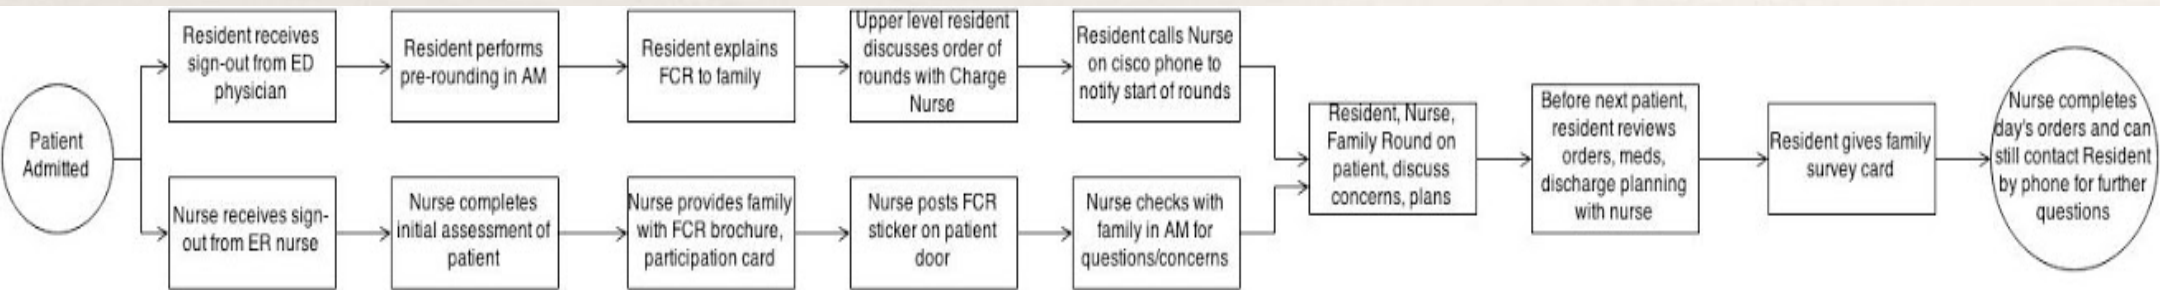 Patient
Admitted
Resident receives
sign-out from ED
physician
Resident performs
pre-rounding in AM
Resident explains
FCR to family
Upper level resident
discusses order of
rounds with Charge
Nurse
Resident calls Nurse
on cisco phone to
notify start of rounds
Nurse receives sign-
out from ER nurse
Nurse completes
initial assessment of
patient
Nurse provides family
with FCR brochure,
participation card
Nurse posts FCR
sticker on patient
door
Nurse checks with
family in AM for
questions/concerns
Resident, Nurse,
Family Round on
patient, discuss
concerns, plans
Before next patient,
resident reviews
orders, meds,
discharge planning
with nurse
Resident gives family
survey card
Nurse completes
day's orders and can
still contact Resident
by phone for further
questions